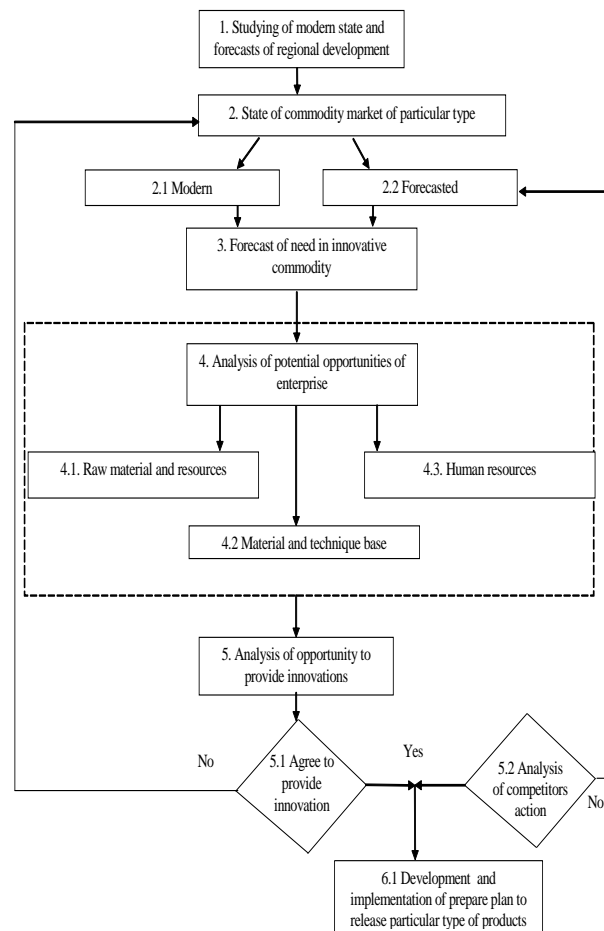 1. Studying of modern state and
forecasts of regional development
2. State of commodity market of particular type
2.1 Modern
2.2 Forecasted
3. Forecast of need in innovative
commodity
4. Analysis of potential opportunities of
enterprise
4.1. Raw material and resources
4.3. Human resources
4.2 Material and technique base
5. Analysis of opportunity to
provide innovations
No
5.1 Agree to
provide
innovation
Yes
5.2 Analysis
of competitors
action
No
6.1 Development and
implementation of prepare plan to
release particular type of products